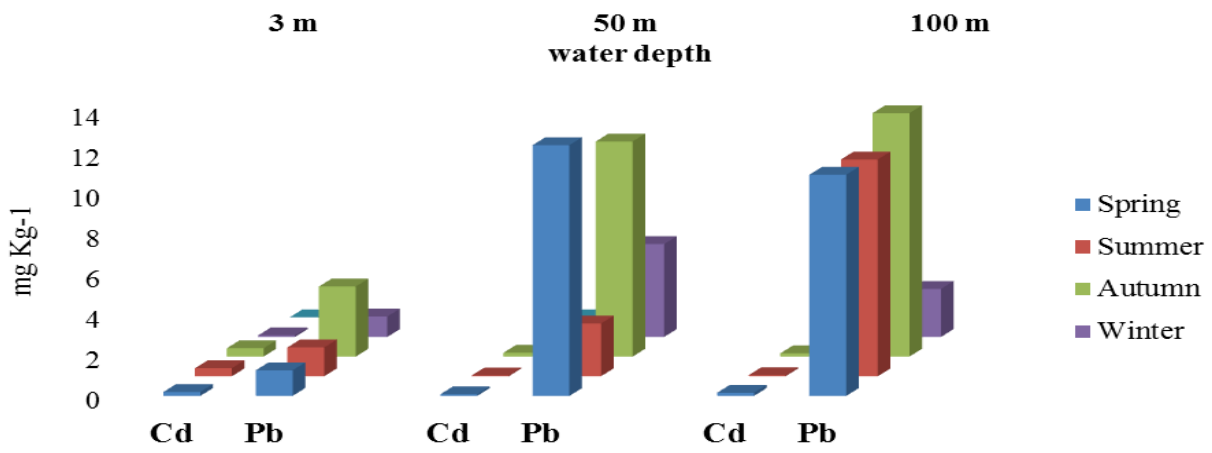 3 m 50 m 100 m
water depth
14
12
10
8
6
4
2
0
mg Kg-1
Spring
Summer
Autumn
Winter
Cd Pb Cd Pb Cd Pb